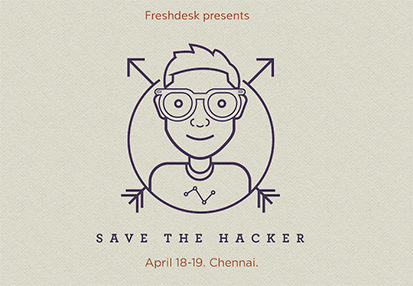 Freshdesk presents
SAVE THE HACKER
April 18-19. Chennai.